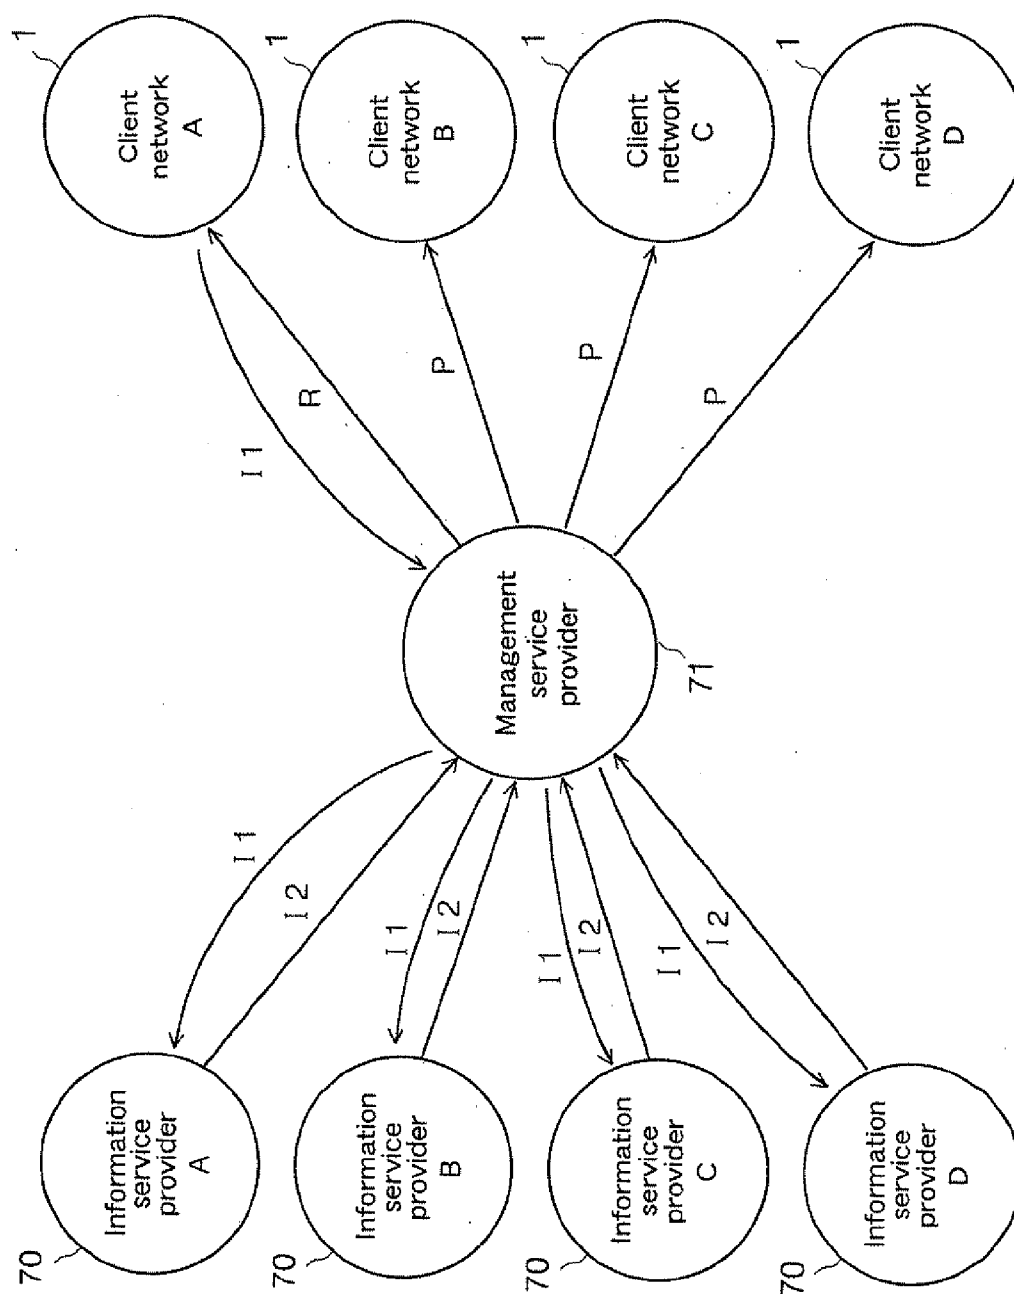 70
Information
service
provider
A
70
Information
service
provider
B
70
Information
service
provider
C
70
Information
service
provider
D
I1
I2
I1
I2
I1
I2
I1
I2
Management
service
provider
71
I1
R
P
P
P
1
Client
network
A
1
Client
network
B
1
Client
network
C
1
Client
network
D